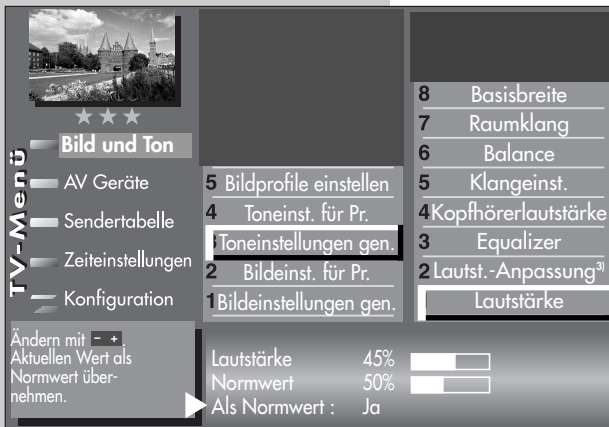 TV-Menü
Bild und Ton
AV Geräte
Sendertabelle
Zeiteinstellungen
Konfiguration
5 Bildprofile einstellen
4 Toneinst. für Pr.
3 Toneinstellungen gen.
2 Bildeinst. für Pr.
1 Bildeinstellungen gen.
8 Basisbreite
7 Raumklang
6 Balance
5 Klangeinst.
4 Kopfhörerlautstärke
3 Equalizer
2 Lautst.-Anpassung³⁾
Lautstärke
Ändern mit - + .
Aktuellen Wert als
Normwert über-
nehmen.
Lautstärke 45%
Normwert 50%
Als Normwert : Ja